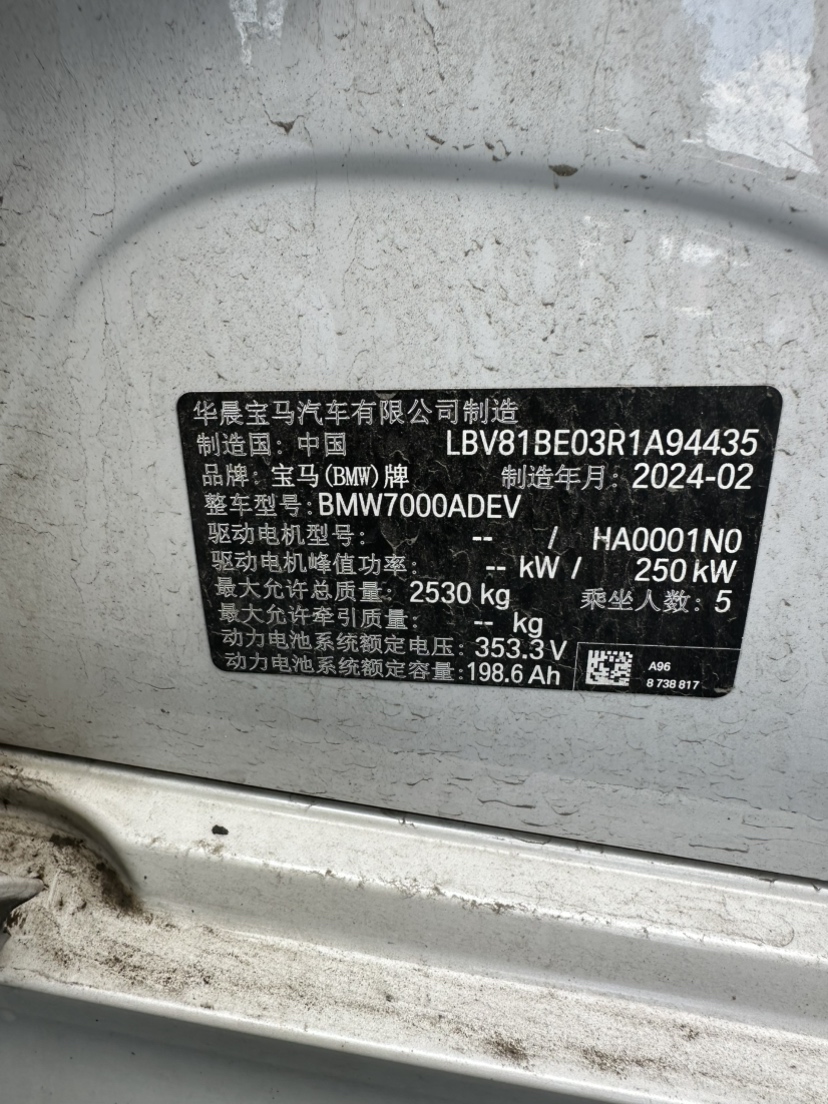 华晨宝马汽车有限公司制造
制造国：中国 LBV81BE03R1A94435
品牌：宝马(BMW)牌 制造年月：2024-02
整车型号：BMW7000ADEV
驱动电机型号： -- / HA0001N0
驱动电机峰值功率： -- kW / 250 kW
最大允许总质量：2530 kg 乘坐人数：5
最大允许牵引质量： -- kg
动力电池系统额定电压：353.3 V
动力电池系统额定容量：198.6 Ah
A96
8 738 817